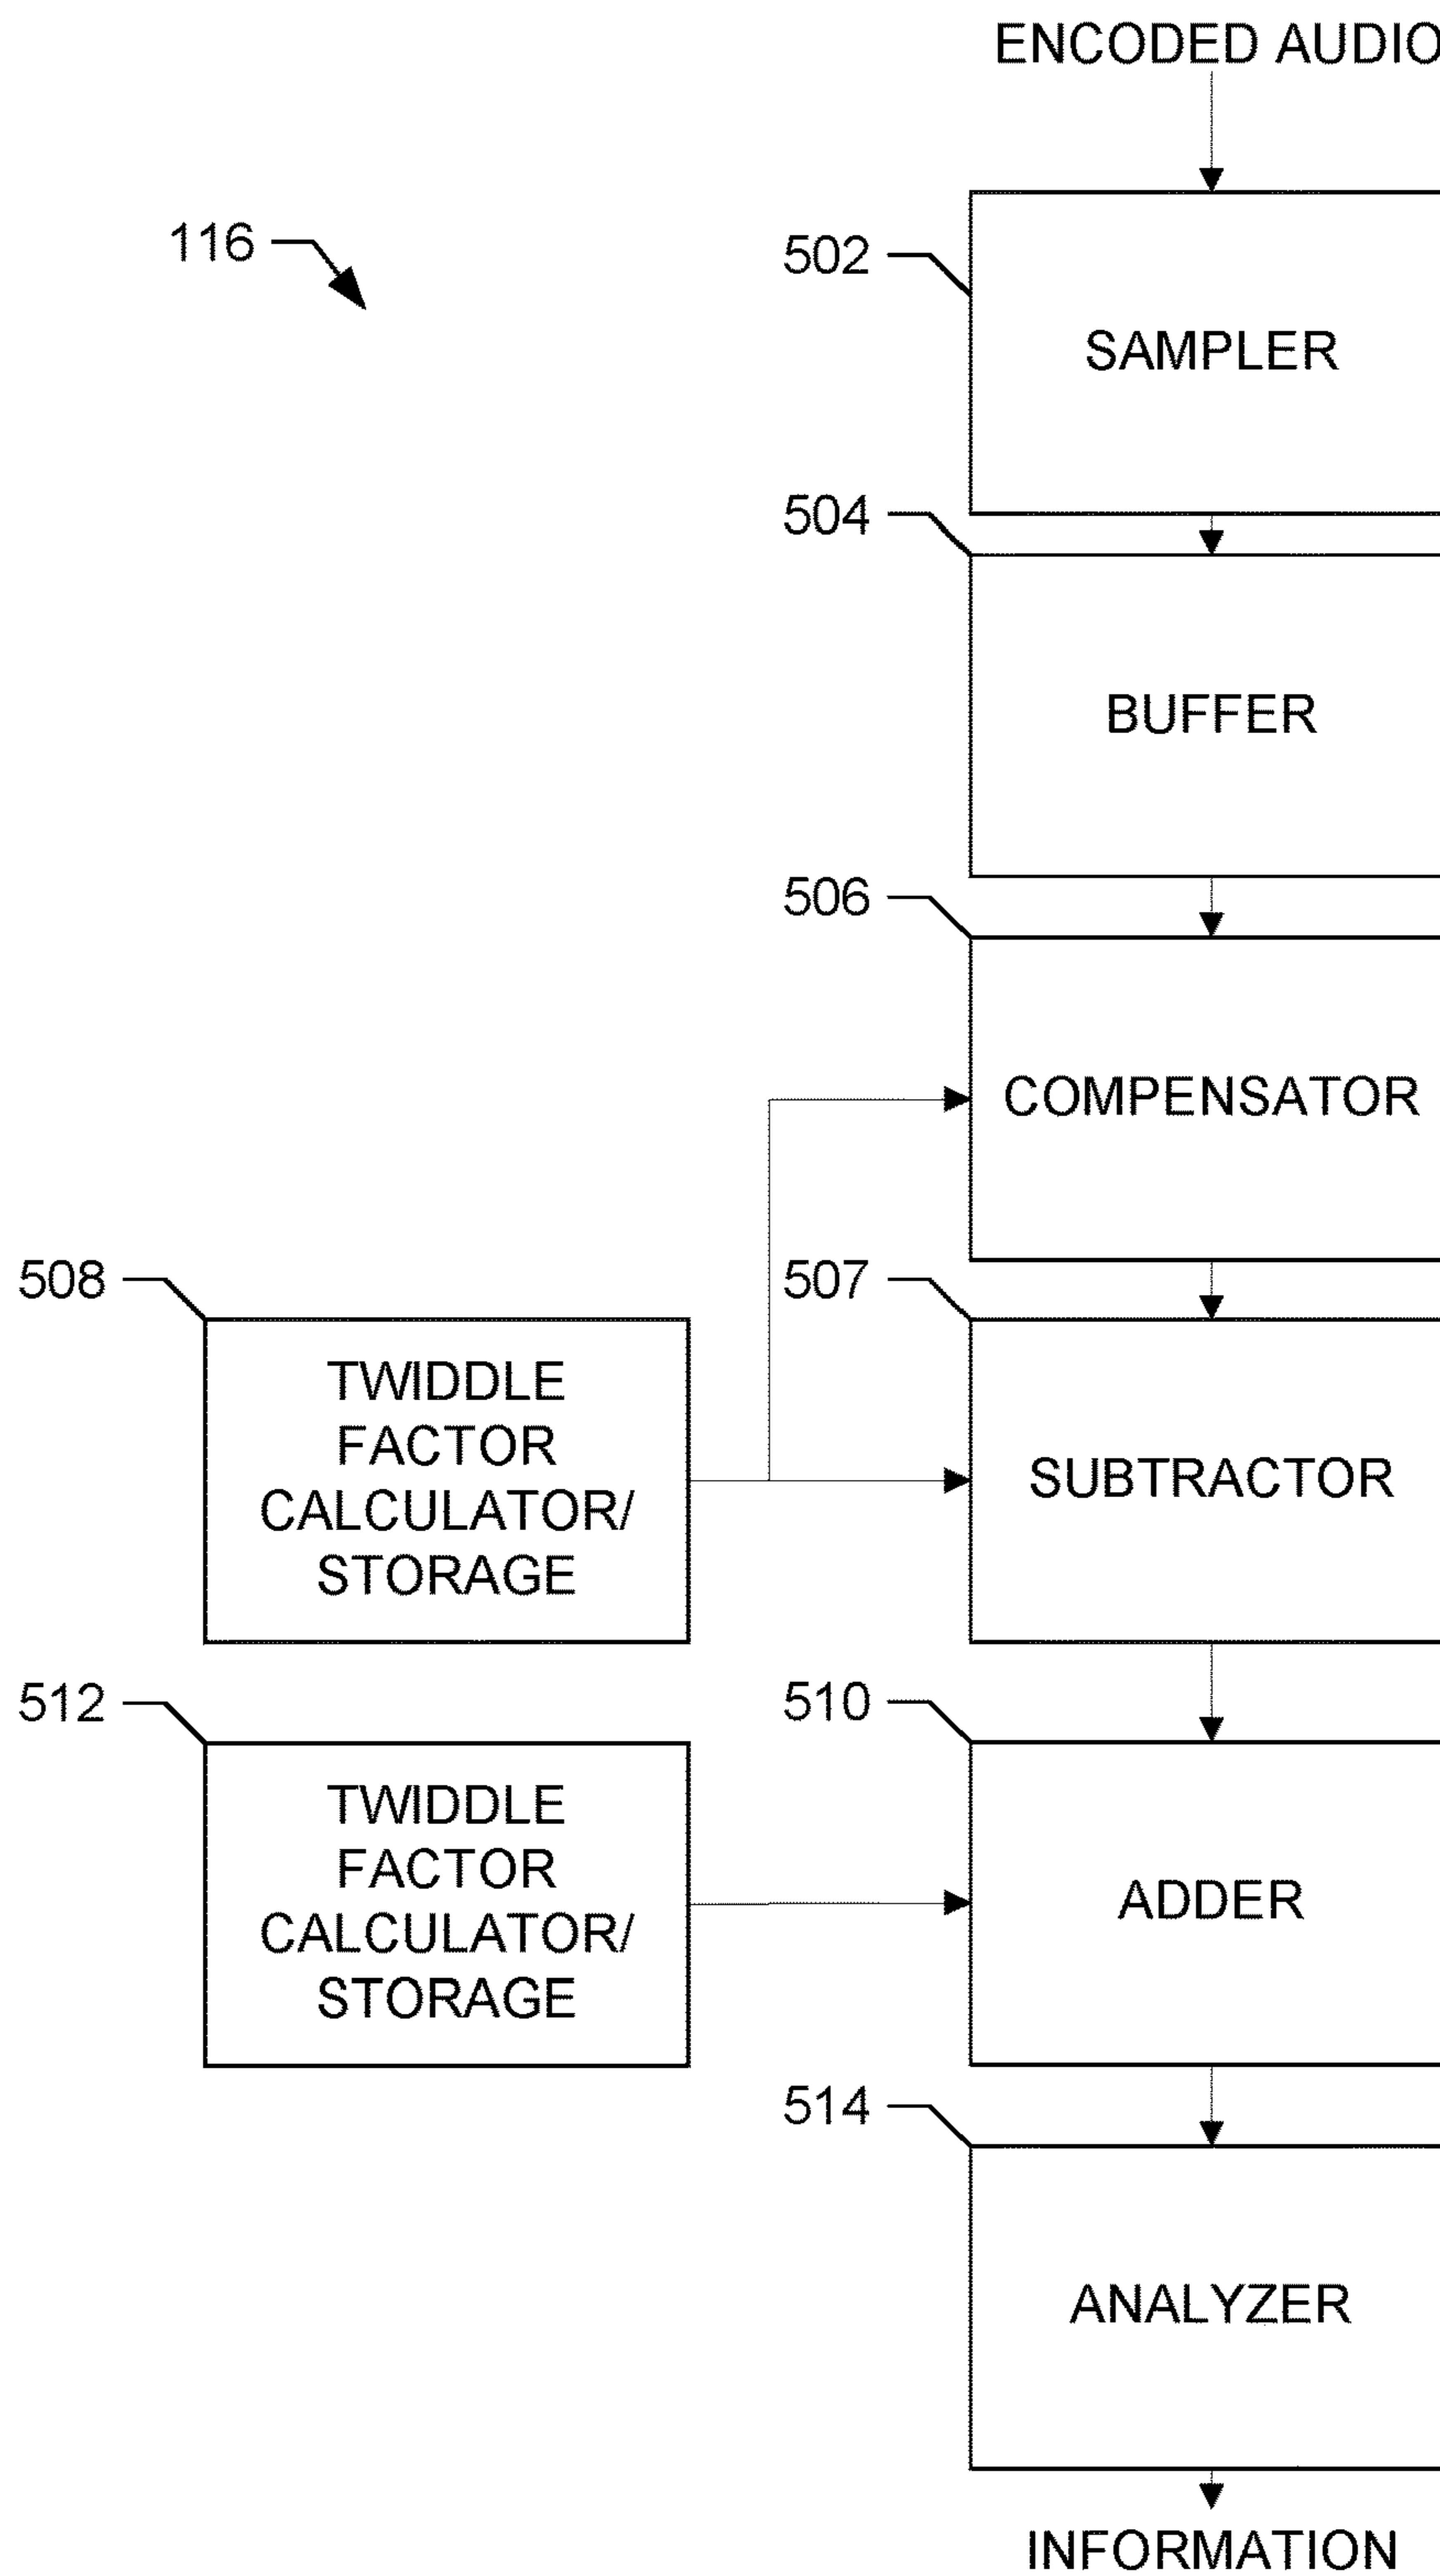 ENCODED AUDIO
116
502
SAMPLER
504
BUFFER
506
COMPENSATOR
508
TWIDDLE
FACTOR
CALCULATOR/
STORAGE
507
SUBTRACTOR
512
TWIDDLE
FACTOR
CALCULATOR/
STORAGE
510
ADDER
514
ANALYZER
INFORMATION